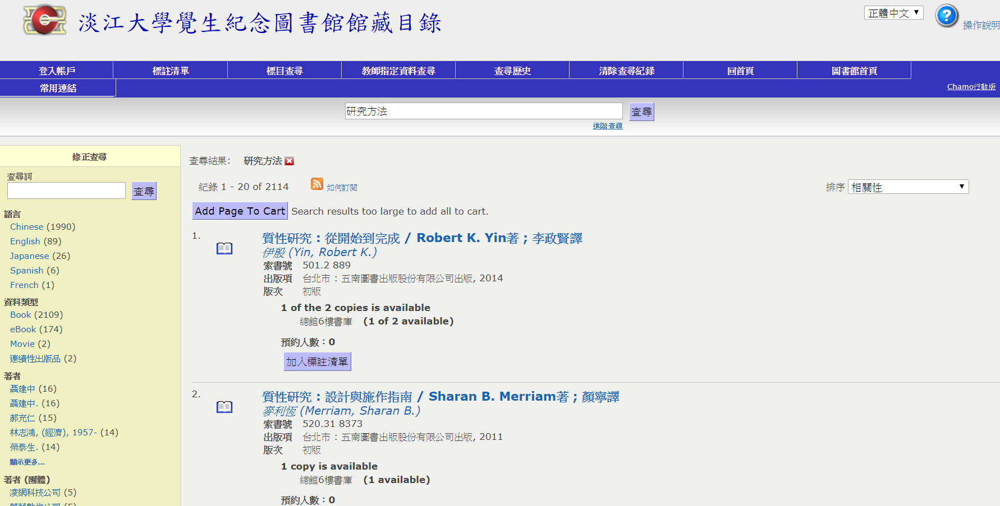 淡江大學覺生紀念圖書館館藏目錄
正體中文
操作說明
登入帳戶 標註清單 標目查尋 教師指定資料查尋 查尋歷史 清除查尋紀錄 回首頁 圖書館首頁
常用連結
Chamo行動版
研究方法 查尋
進階查尋
修正查尋
查尋詞
查尋
語言
Chinese (1990)
English (89)
Japanese (26)
Spanish (6)
French (1)
資料類型
Book (2109)
eBook (174)
Movie (2)
連續性出版品 (2)
著者
聶建中 (16)
聶建中. (16)
郝充仁 (15)
林志鴻, (經濟), 1957- (14)
榮泰生. (14)
顯示更多...
著者 (團體)
凌網科技公司 (5)
查尋結果: 研究方法
紀錄 1 - 20 of 2114 如何訂閱
排序 相關性
Add Page To Cart Search results too large to add all to cart.
1. 質性研究 : 從開始到完成 / Robert K. Yin著 ; 李政賢譯
伊殷 (Yin, Robert K.)
索書號 501.2 889
出版項 台北市 : 五南圖書出版股份有限公司出版, 2014
版次 初版
1 of the 2 copies is available
總館6樓書庫 (1 of 2 available)
預約人數：0
加入標註清單
2. 質性研究 : 設計與施作指南 / Sharan B. Merriam著 ; 顏寧譯
麥利恆 (Merriam, Sharan B.)
索書號 520.31 8373
出版項 台北市 : 五南圖書出版股份有限公司出版, 2011
版次 初版
1 copy is available
總館6樓書庫 (1 available)
預約人數：0